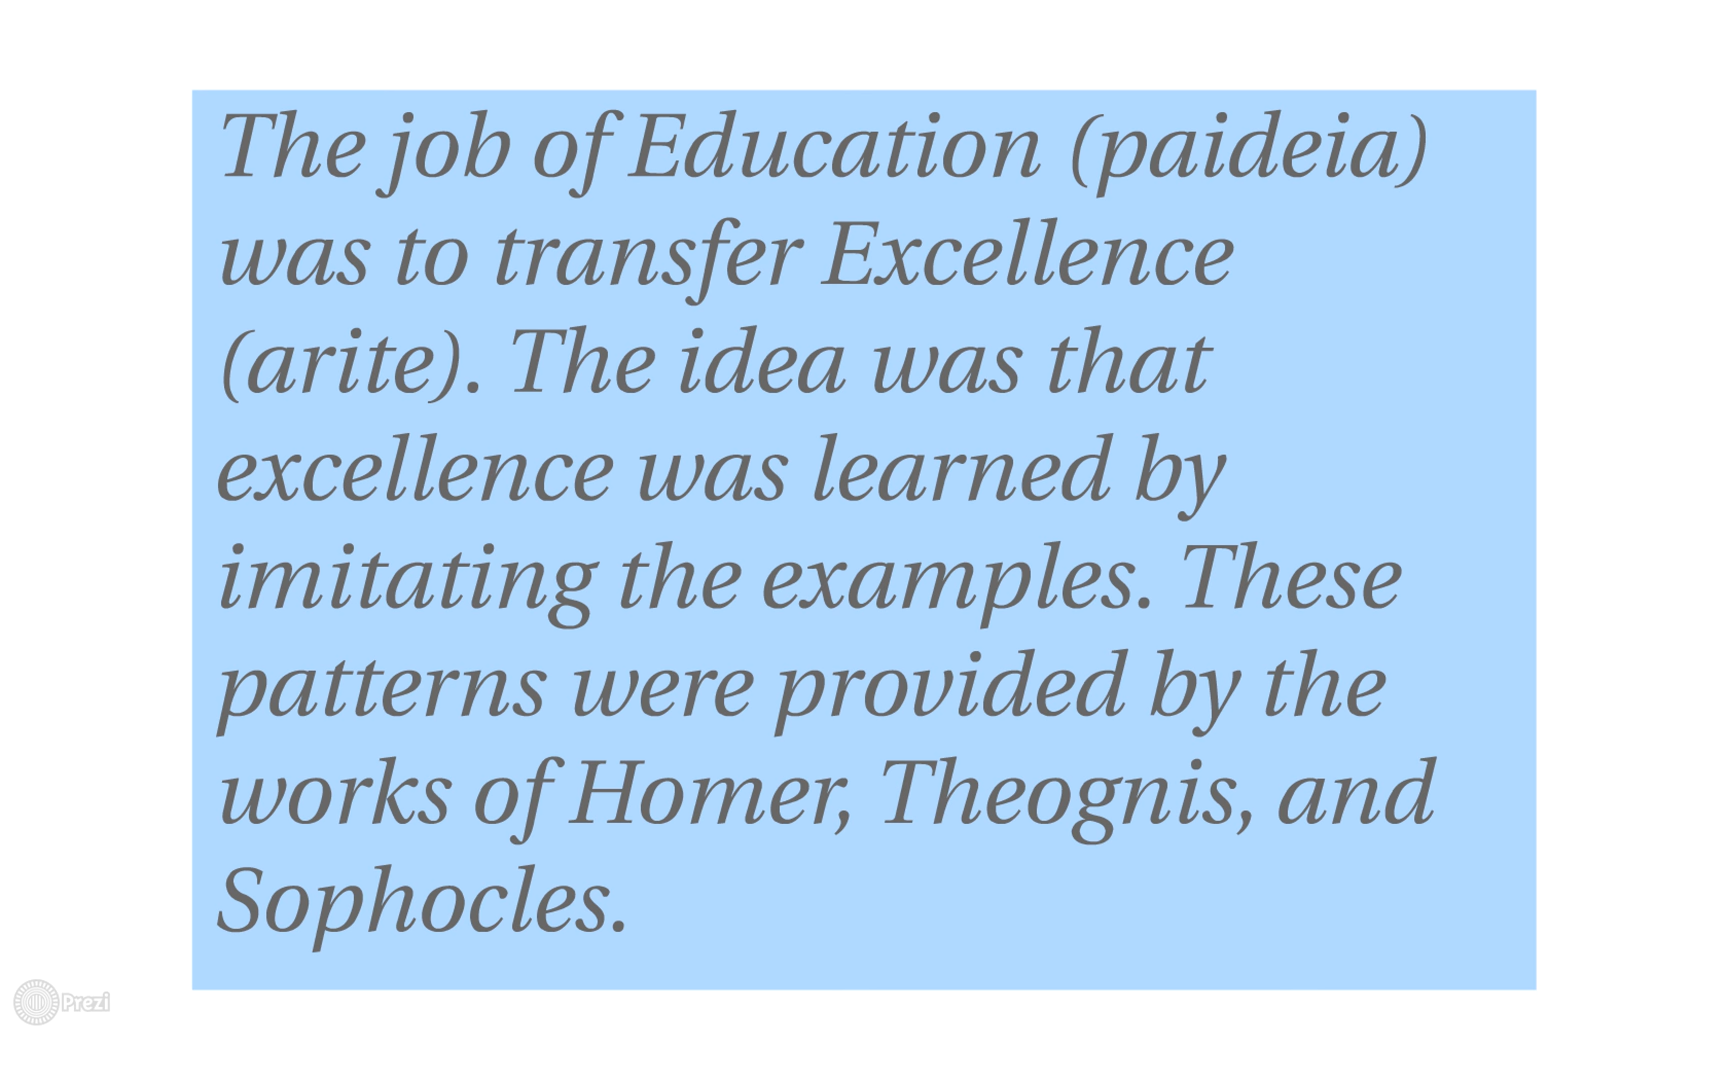 The job of Education (paideia)
was to transfer Excellence
(arite). The idea was that
excellence was learned by
imitating the examples. These
patterns were provided by the
works of Homer, Theognis, and
Sophocles.
Prezi